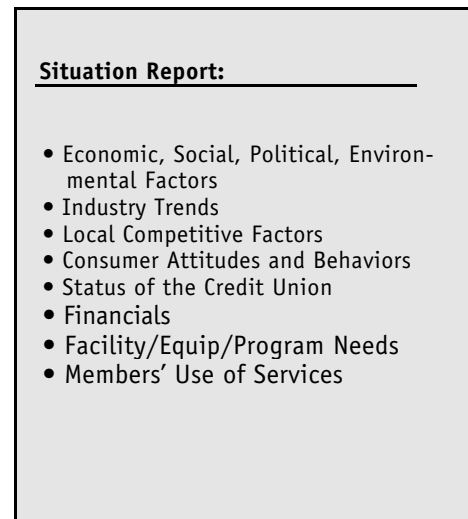 Situation Report:
• Economic, Social, Political, Environ-
mental Factors
• Industry Trends
• Local Competitive Factors
• Consumer Attitudes and Behaviors
• Status of the Credit Union
• Financials
• Facility/Equip/Program Needs
• Members’ Use of Services